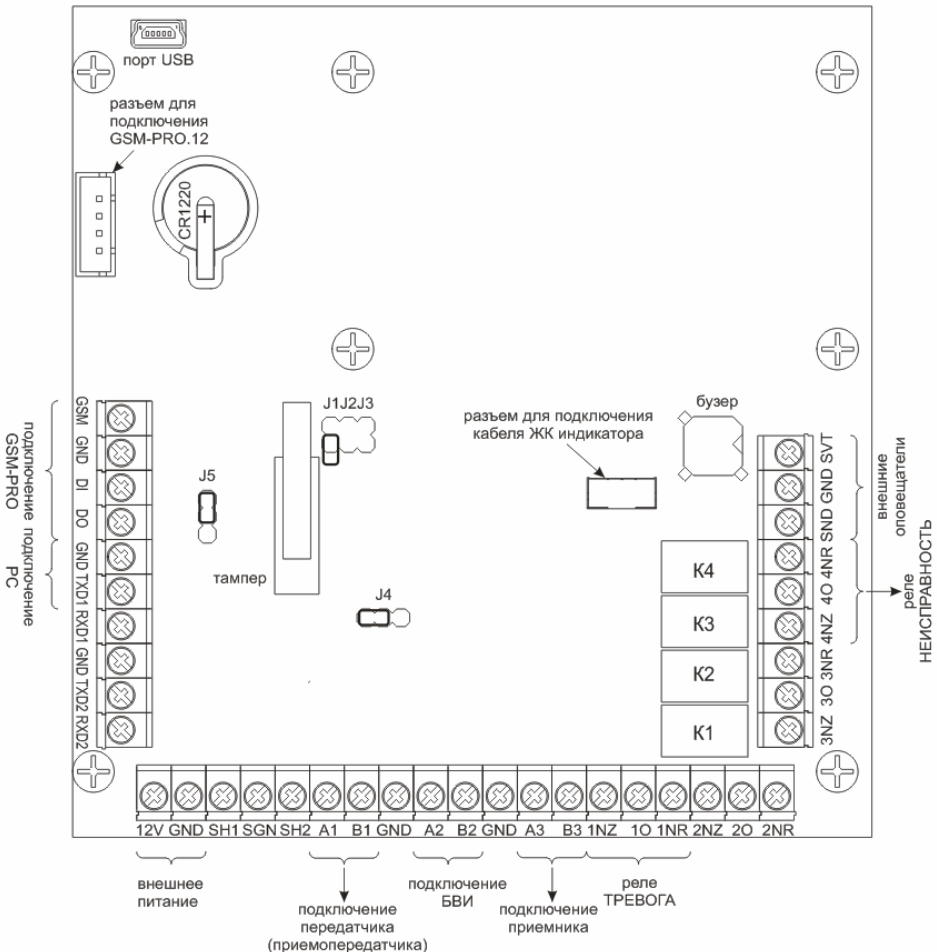 порт USB
разъем для
подключения
GSM-PRO.12
CR1220
+
J1J2J3
J5
тампер
J4
разъем для подключения
кабеля ЖК индикатора
бузер
K4
K3
K2
K1
подключение
GSM-PRO
подключение
PC
GSM
GND
DI
DO
GND
TXD1
RXD1
GND
TXD2
RXD2
SVT
GND
SND
4NR
4O
4NZ
3NR
3O
3NZ
внешние
оповещатели
реле
НЕИСПРАВНОСТЬ
12V GND SH1 SGN SH2 A1 B1 GND A2 B2 GND A3 B3 1NZ 1O 1NR 2NZ 2O 2NR
внешнее
питание
подключение
передатчика
(приемопередатчика)
подключение
БВИ
подключение
приемника
реле
ТРЕВОГА